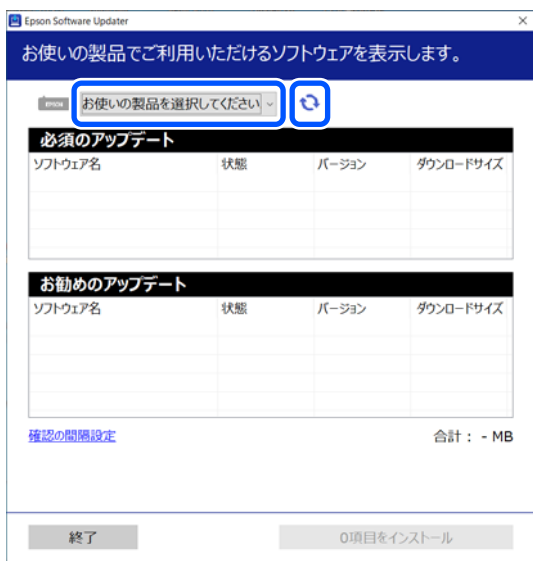 Epson Software Updater
お使いの製品でご利用いただけるソフトウェアを表示します。
EPSON お使いの製品を選択してください
必須のアップデート
ソフトウェア名 状態 バージョン ダウンロードサイズ
お勧めのアップデート
ソフトウェア名 状態 バージョン ダウンロードサイズ
確認の間隔設定 合計： - MB
終了 0項目をインストール